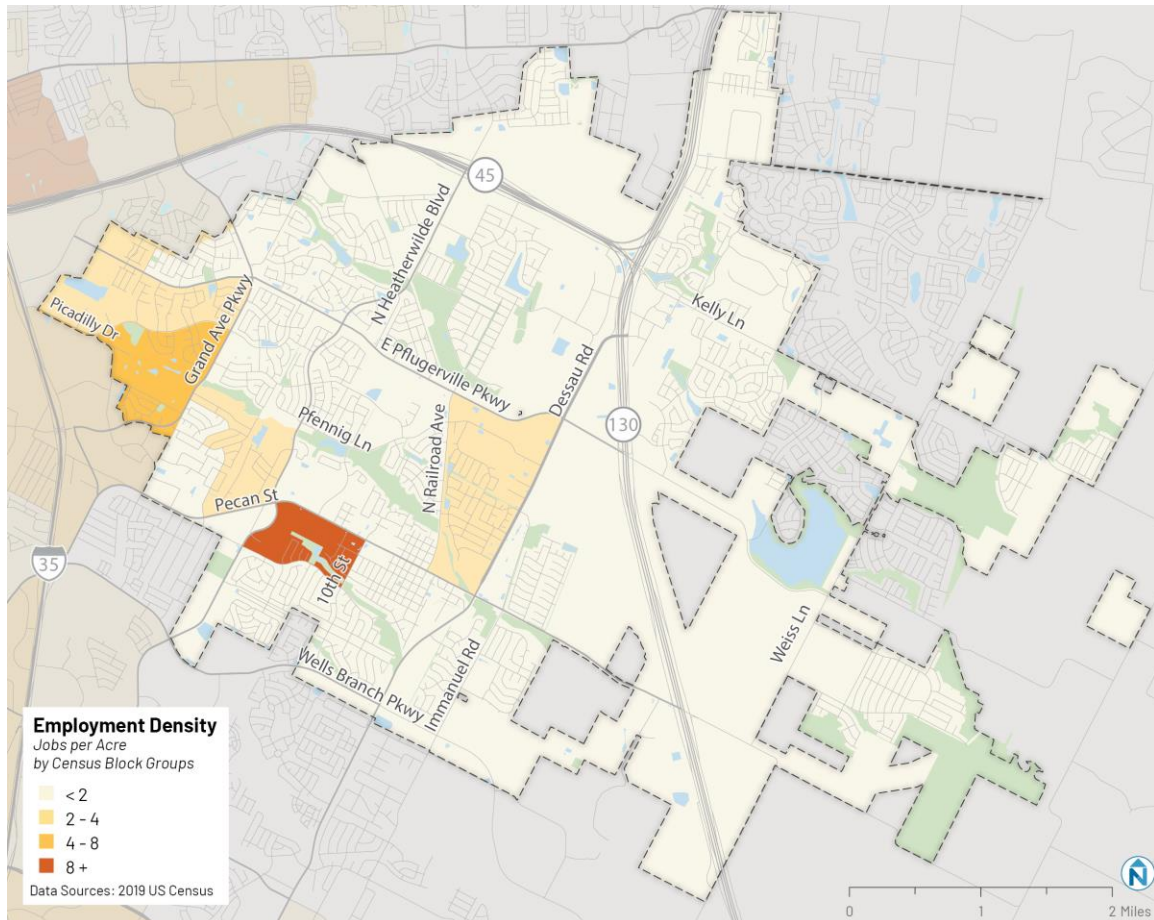 45
N Heatherwilde Blvd
Kelly Ln
Picadilly Dr
Grand Ave Pkwy
E Pflugerville Pkwy
Dessau Rd
130
Pfennig Ln
N Railroad Ave
Pecan St
35
10th St
Weiss Ln
Wells Branch Pkwy
Immanuel Rd
Employment Density
Jobs per Acre
by Census Block Groups
< 2
2 - 4
4 - 8
8 +
Data Sources: 2019 US Census
N
0 1 2 Miles